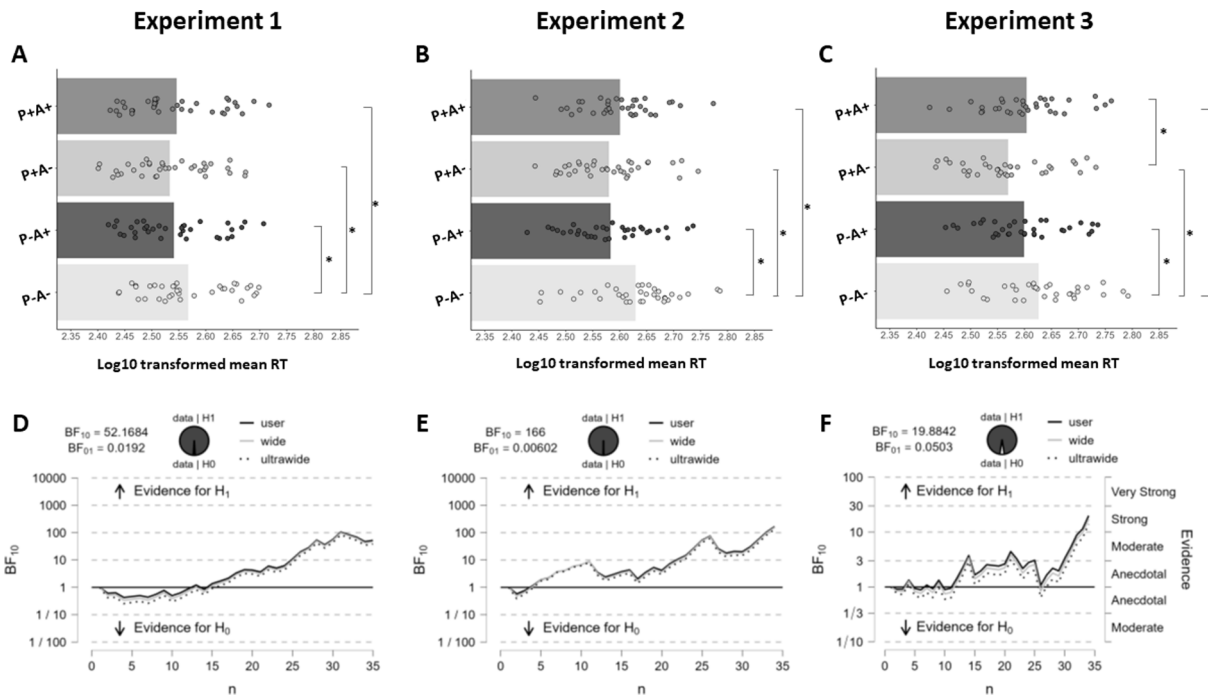 Experiment 1
Experiment 2
Experiment 3
A
P+A+
P+A-
P-A+
P-A-
*
*
*
2.35 2.40 2.45 2.50 2.55 2.60 2.65 2.70 2.75 2.80 2.85
Log10 transformed mean RT
B
P+A+
P+A-
P-A+
P-A-
*
*
*
2.35 2.40 2.45 2.50 2.55 2.60 2.65 2.70 2.75 2.80 2.85
Log10 transformed mean RT
C
P+A+
P+A-
P-A+
P-A-
*
*
*
2.35 2.40 2.45 2.50 2.55 2.60 2.65 2.70 2.75 2.80 2.85
Log10 transformed mean RT
D
BF10 = 52.1684
BF01 = 0.0192
data | H1
data | H0
user
wide
ultrawide
10000
1000
100
10
1
1 / 10
1 / 100
BF10
Evidence for H1
Evidence for H0
0 5 10 15 20 25 30 35
n
E
BF10 = 166
BF01 = 0.00602
data | H1
data | H0
user
wide
ultrawide
10000
1000
100
10
1
1 / 10
1 / 100
BF10
Evidence for H1
Evidence for H0
0 5 10 15 20 25 30 35
n
F
BF10 = 19.8842
BF01 = 0.0503
data | H1
data | H0
user
wide
ultrawide
100
30
10
3
1
1 / 3
1 / 10
BF10
Evidence for H1
Evidence for H0
Very Strong
Strong
Moderate
Anecdotal
Anecdotal
Moderate
Evidence
0 5 10 15 20 25 30 35
n